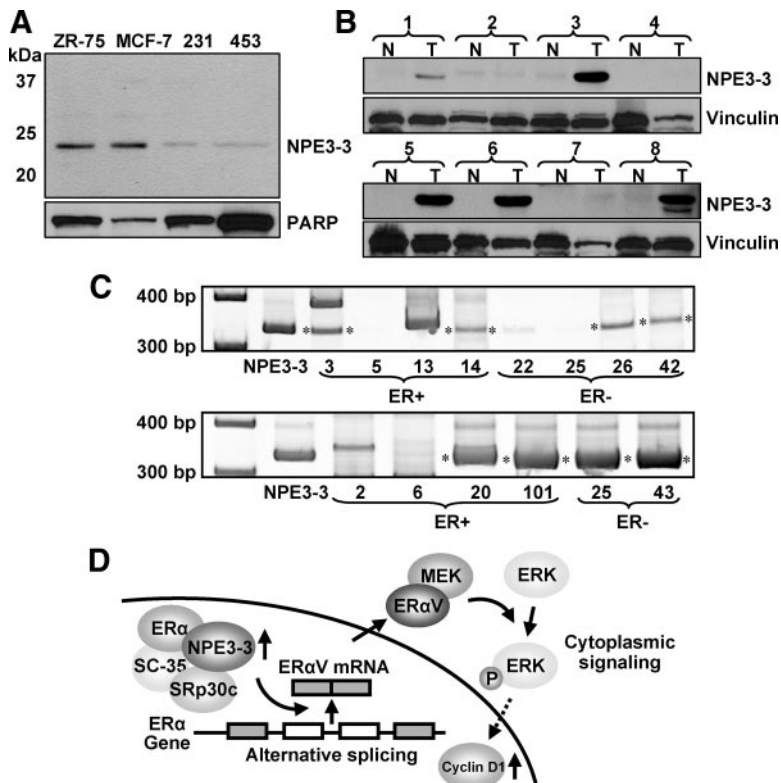 A
ZR-75 MCF-7 231 453
kDa
37
25
20
NPE3-3
PARP
B
1 2 3 4
N T N T N T N T
NPE3-3
Vinculin
5 6 7 8
N T N T N T N T
NPE3-3
Vinculin
C
400 bp
300 bp
* * * * * * *
NPE3-3 3 5 13 14 22 25 26 42
ER+ ER-
400 bp
300 bp
* * * * *
NPE3-3 2 6 20 101 25 43
ER+ ER-
D
MEK
ERαV
ERK
ERα
NPE3-3
SC-35
SRp30c
ERαV mRNA
P
ERK
Cytoplasmic
signaling
ERα
Gene
Alternative splicing
Cyclin D1